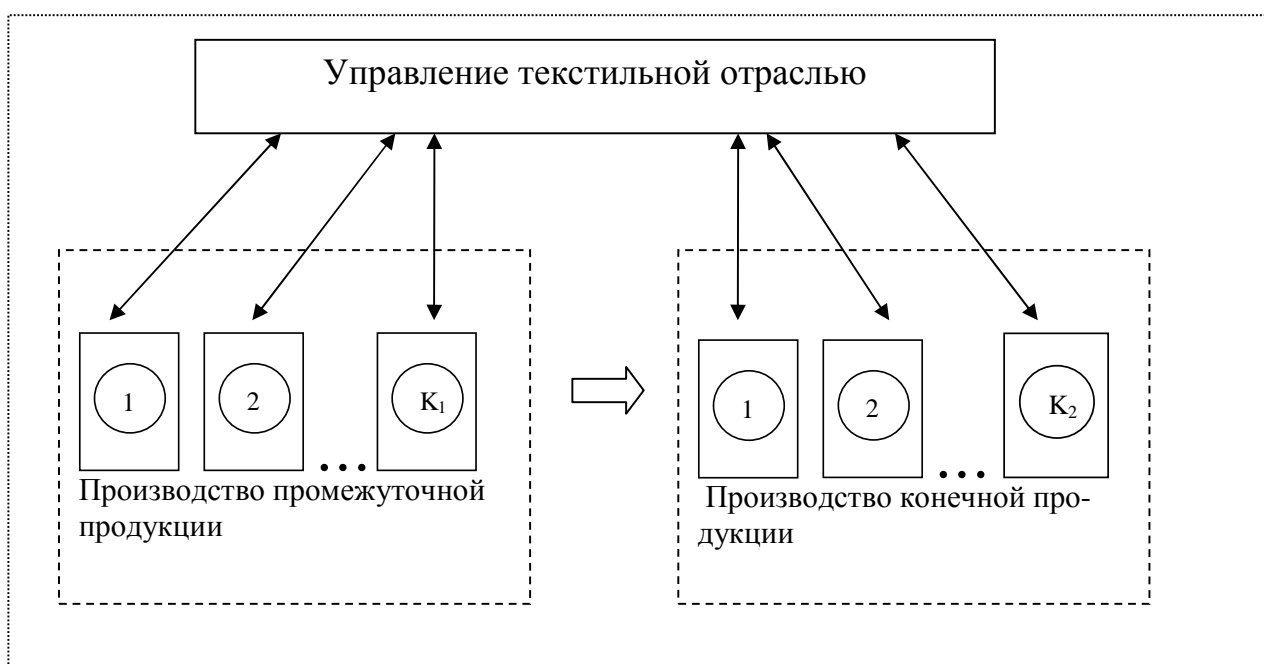 Управление текстильной отраслью
1 2 ... K₁
1 2 ... K₂
Производство промежуточной
продукции
Производство конечной про-
дукции